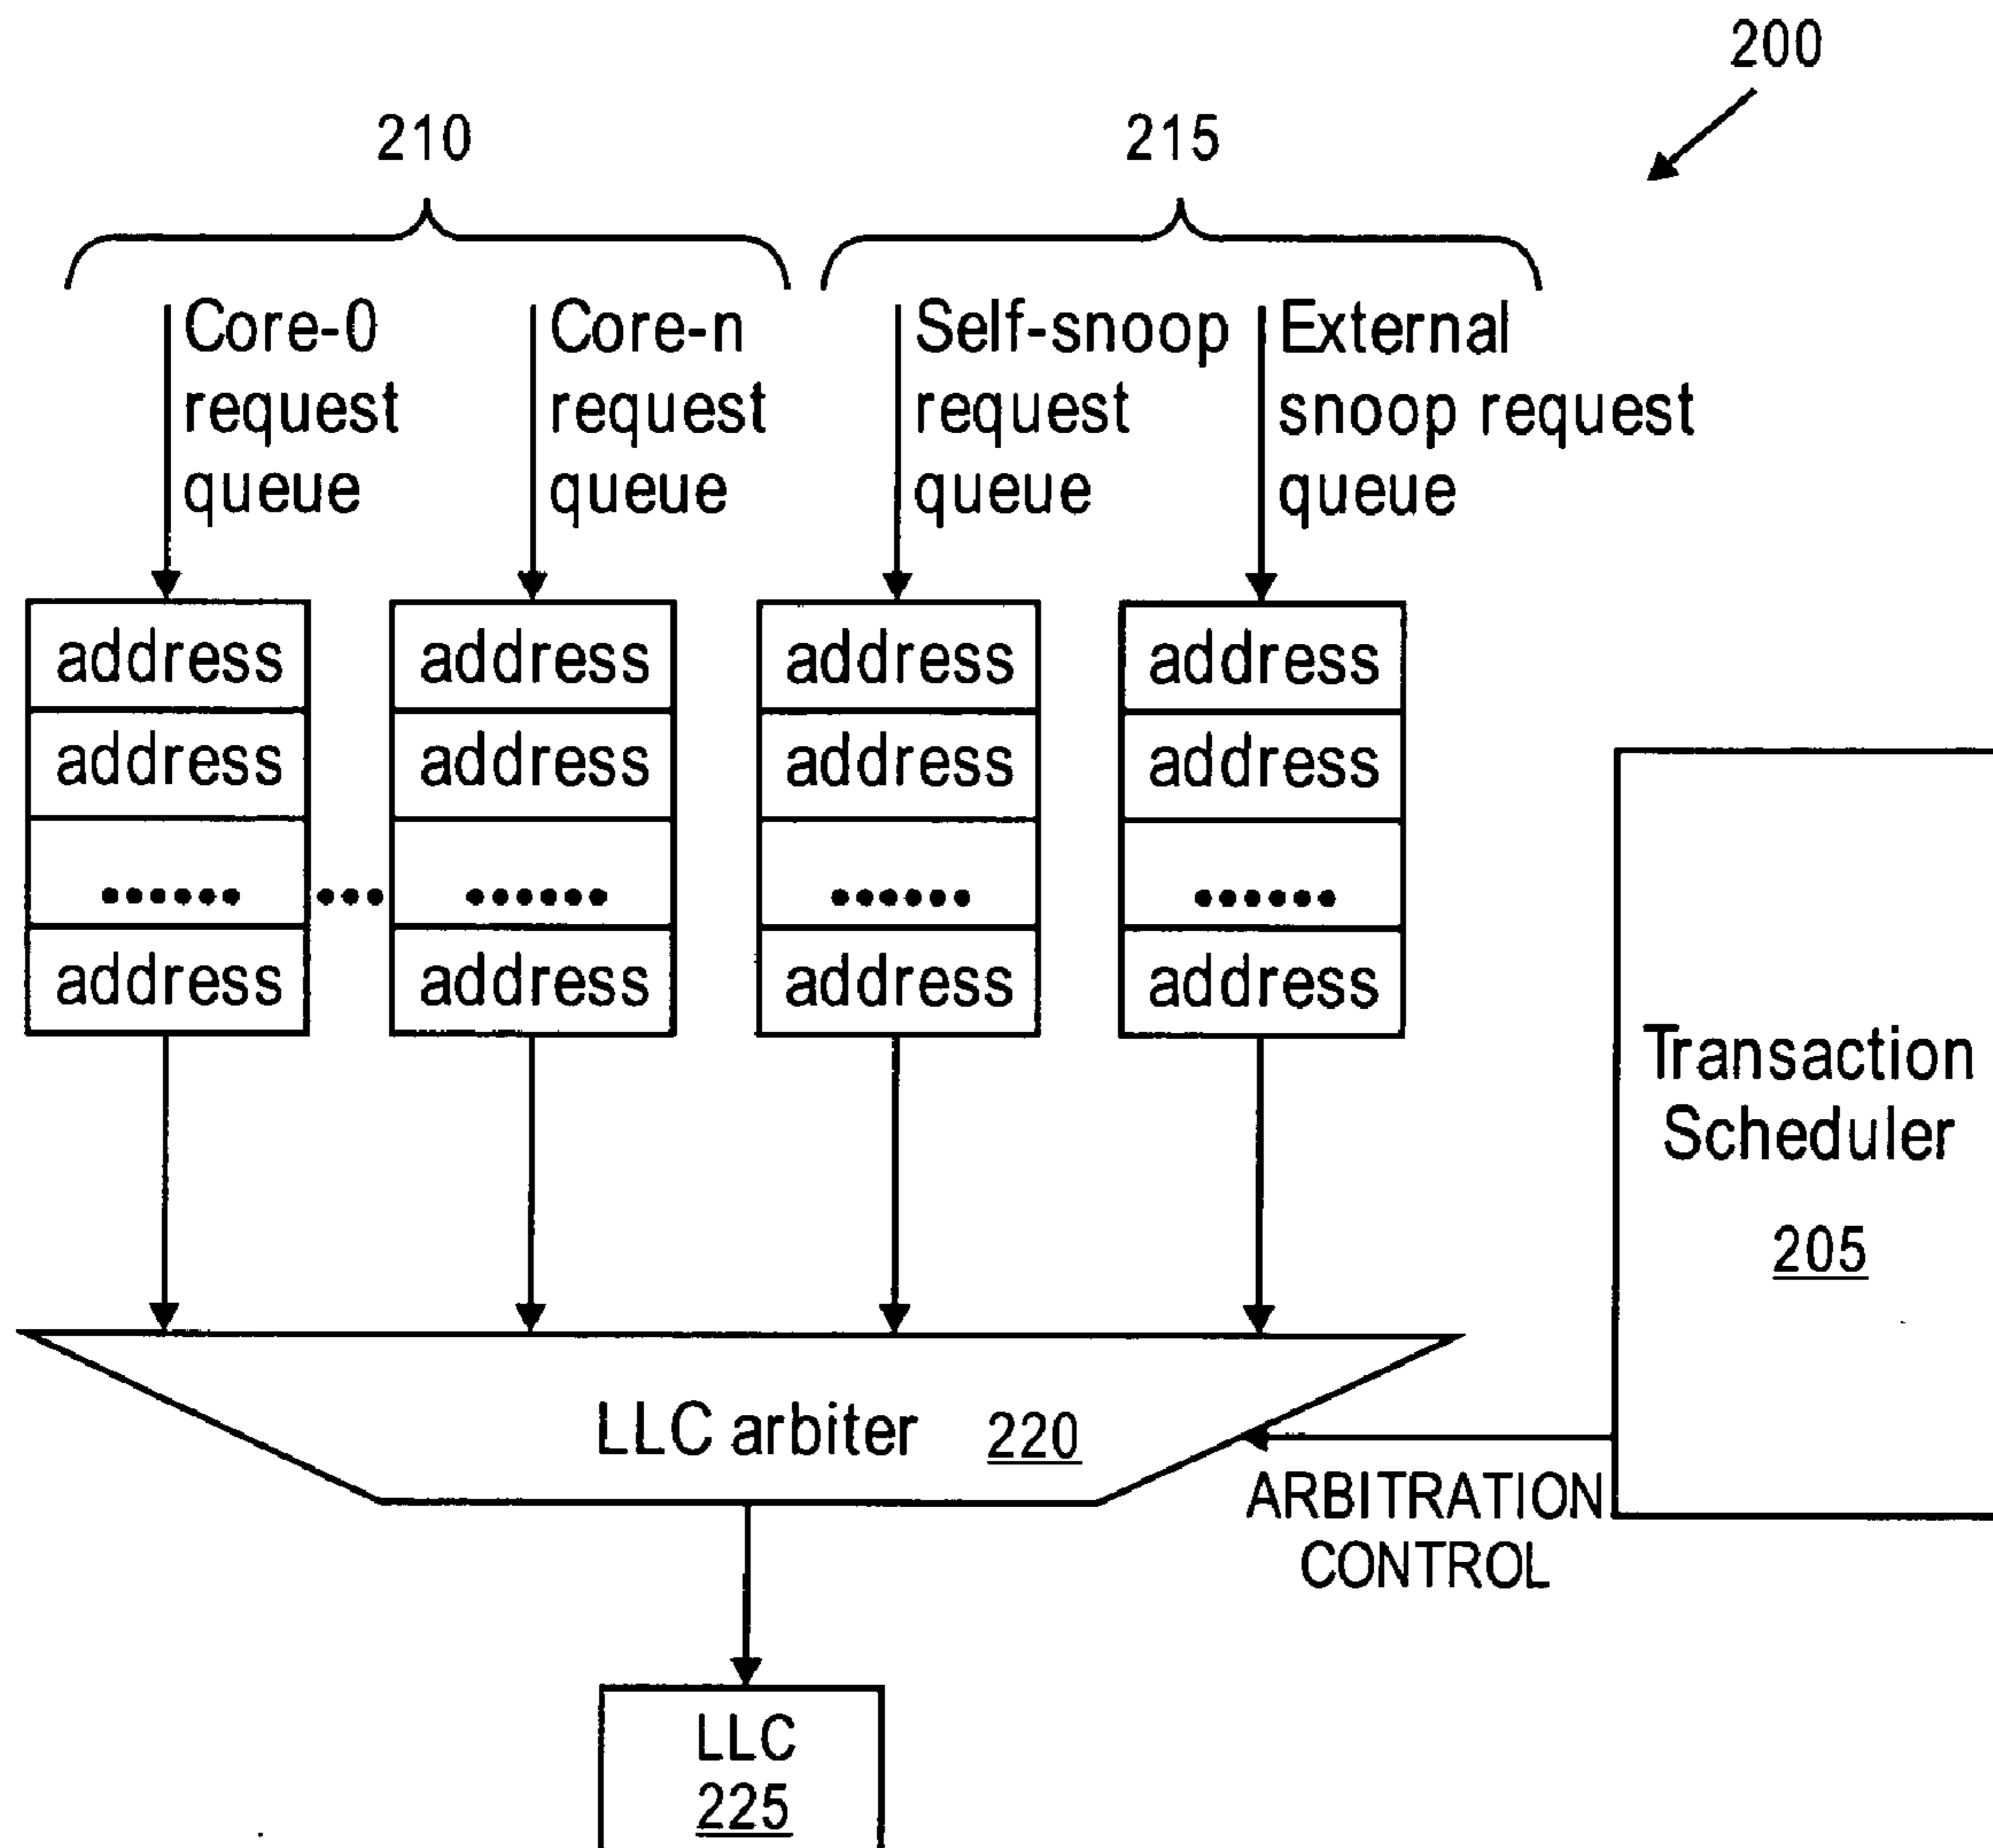 200
210
215
Core-0
request
queue
Core-n
request
queue
Self-snoop
request
queue
External
snoop request
queue
address
address
address
address
address
address
address
address
...... ... ...... ...... ......
address
address
address
address
Transaction
Scheduler
205
LLC arbiter 220
ARBITRATION
CONTROL
LLC
225